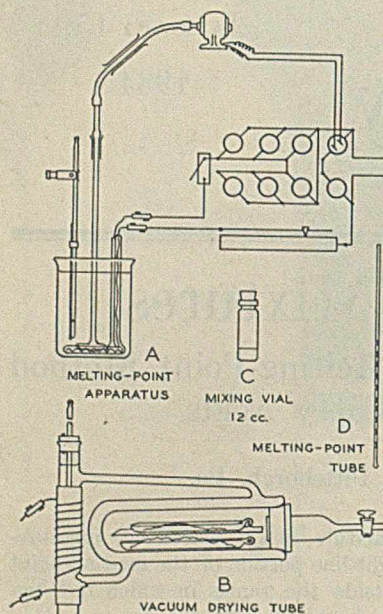 A
MELTING-POINT
APPARATUS
C
MIXING VIAL
12 cc.
D
MELTING-POINT
TUBE
B
VACUUM DRYING TUBE